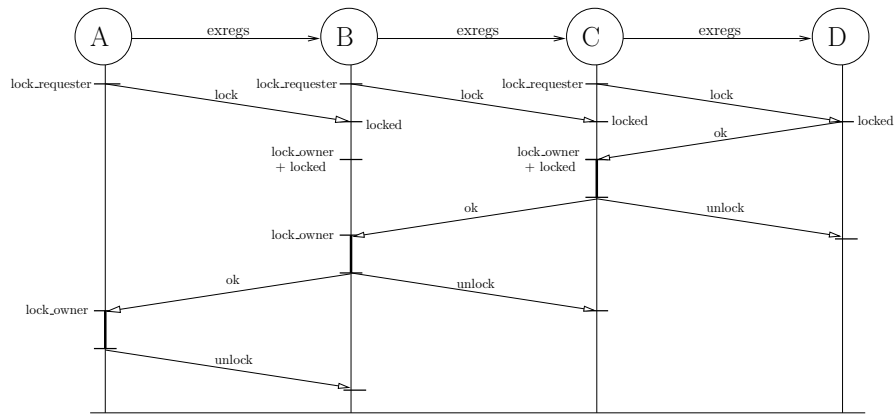 A exregs B exregs C exregs D
lock_requester lock_requester lock_requester
lock lock lock
locked locked locked
ok
lock_owner lock_owner
+ locked + locked
ok unlock
lock_owner
ok unlock
lock_owner
unlock